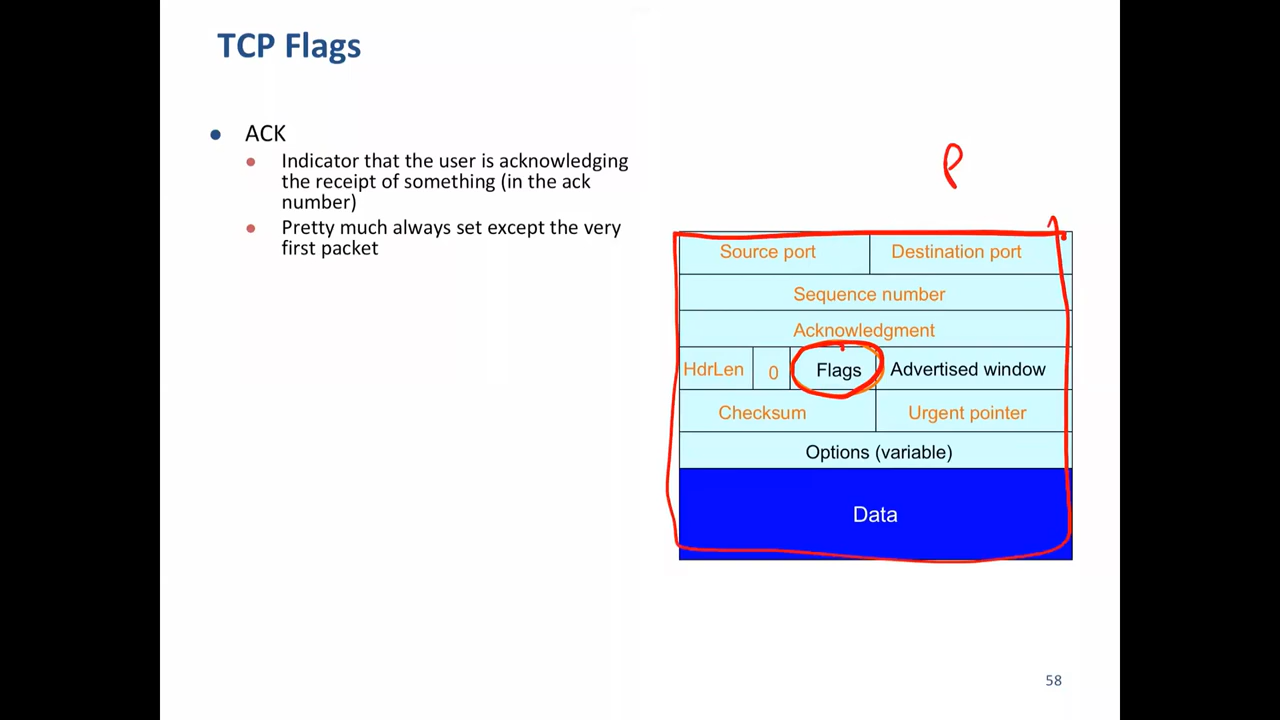 TCP Flags
ACK
Indicator that the user is acknowledging
the receipt of something (in the ack
number)
Pretty much always set except the very
first packet
Source port Destination port
Sequence number
Acknowledgment
HdrLen 0 Flags Advertised window
Checksum Urgent pointer
Options (variable)
Data
58